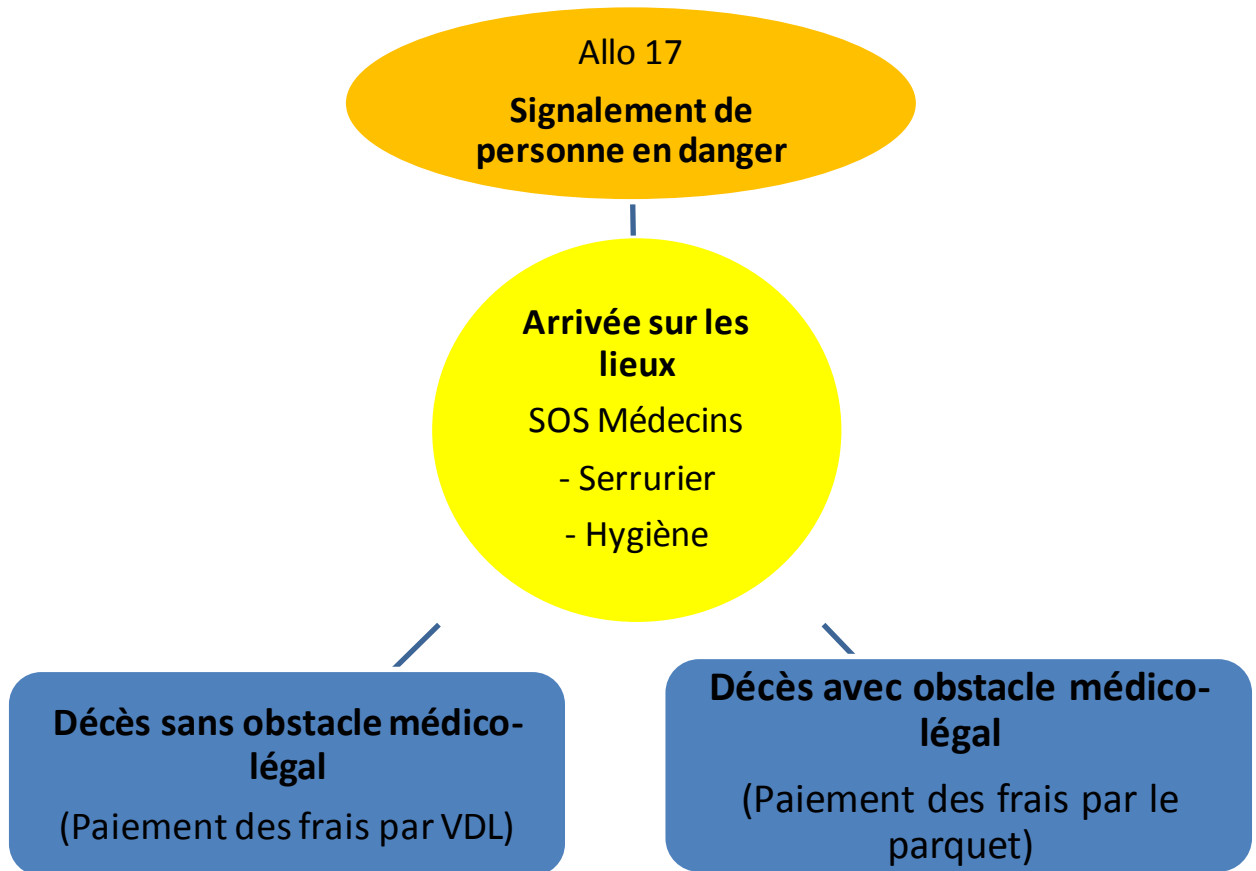 Allo 17
Signalement de
personne en danger
Arrivée sur les
lieux
SOS Médecins
- Serrurier
- Hygiène
Décès sans obstacle médico-
légal
(Paiement des frais par VDL)
Décès avec obstacle médico-
légal
(Paiement des frais par le
parquet)